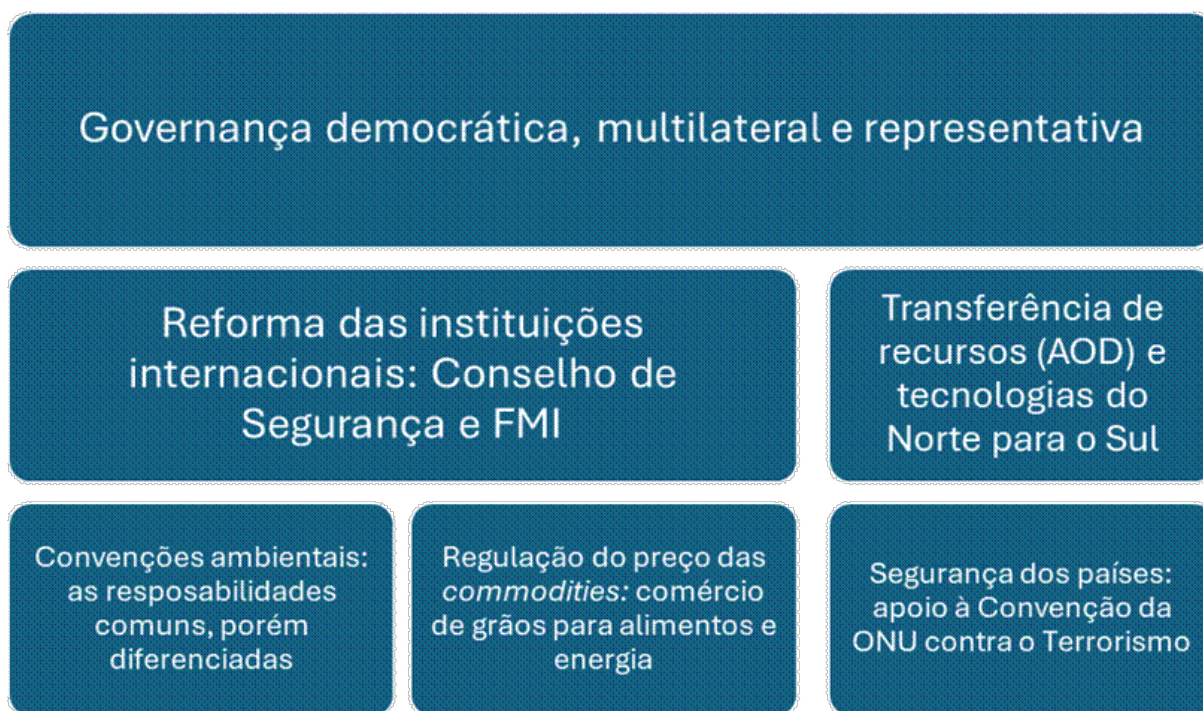 Governança democrática, multilateral e representativa
Reforma das instituições
internacionais: Conselho de
Segurança e FMI
Transferência de
recursos (AOD) e
tecnologias do
Norte para o Sul
Convenções ambientais:
as resposabilidades
comuns, porém
diferenciadas
Regulação do preço das
commodities: comércio
de grãos para alimentos e
energia
Segurança dos países:
apoio à Convenção da
ONU contra o Terrorismo